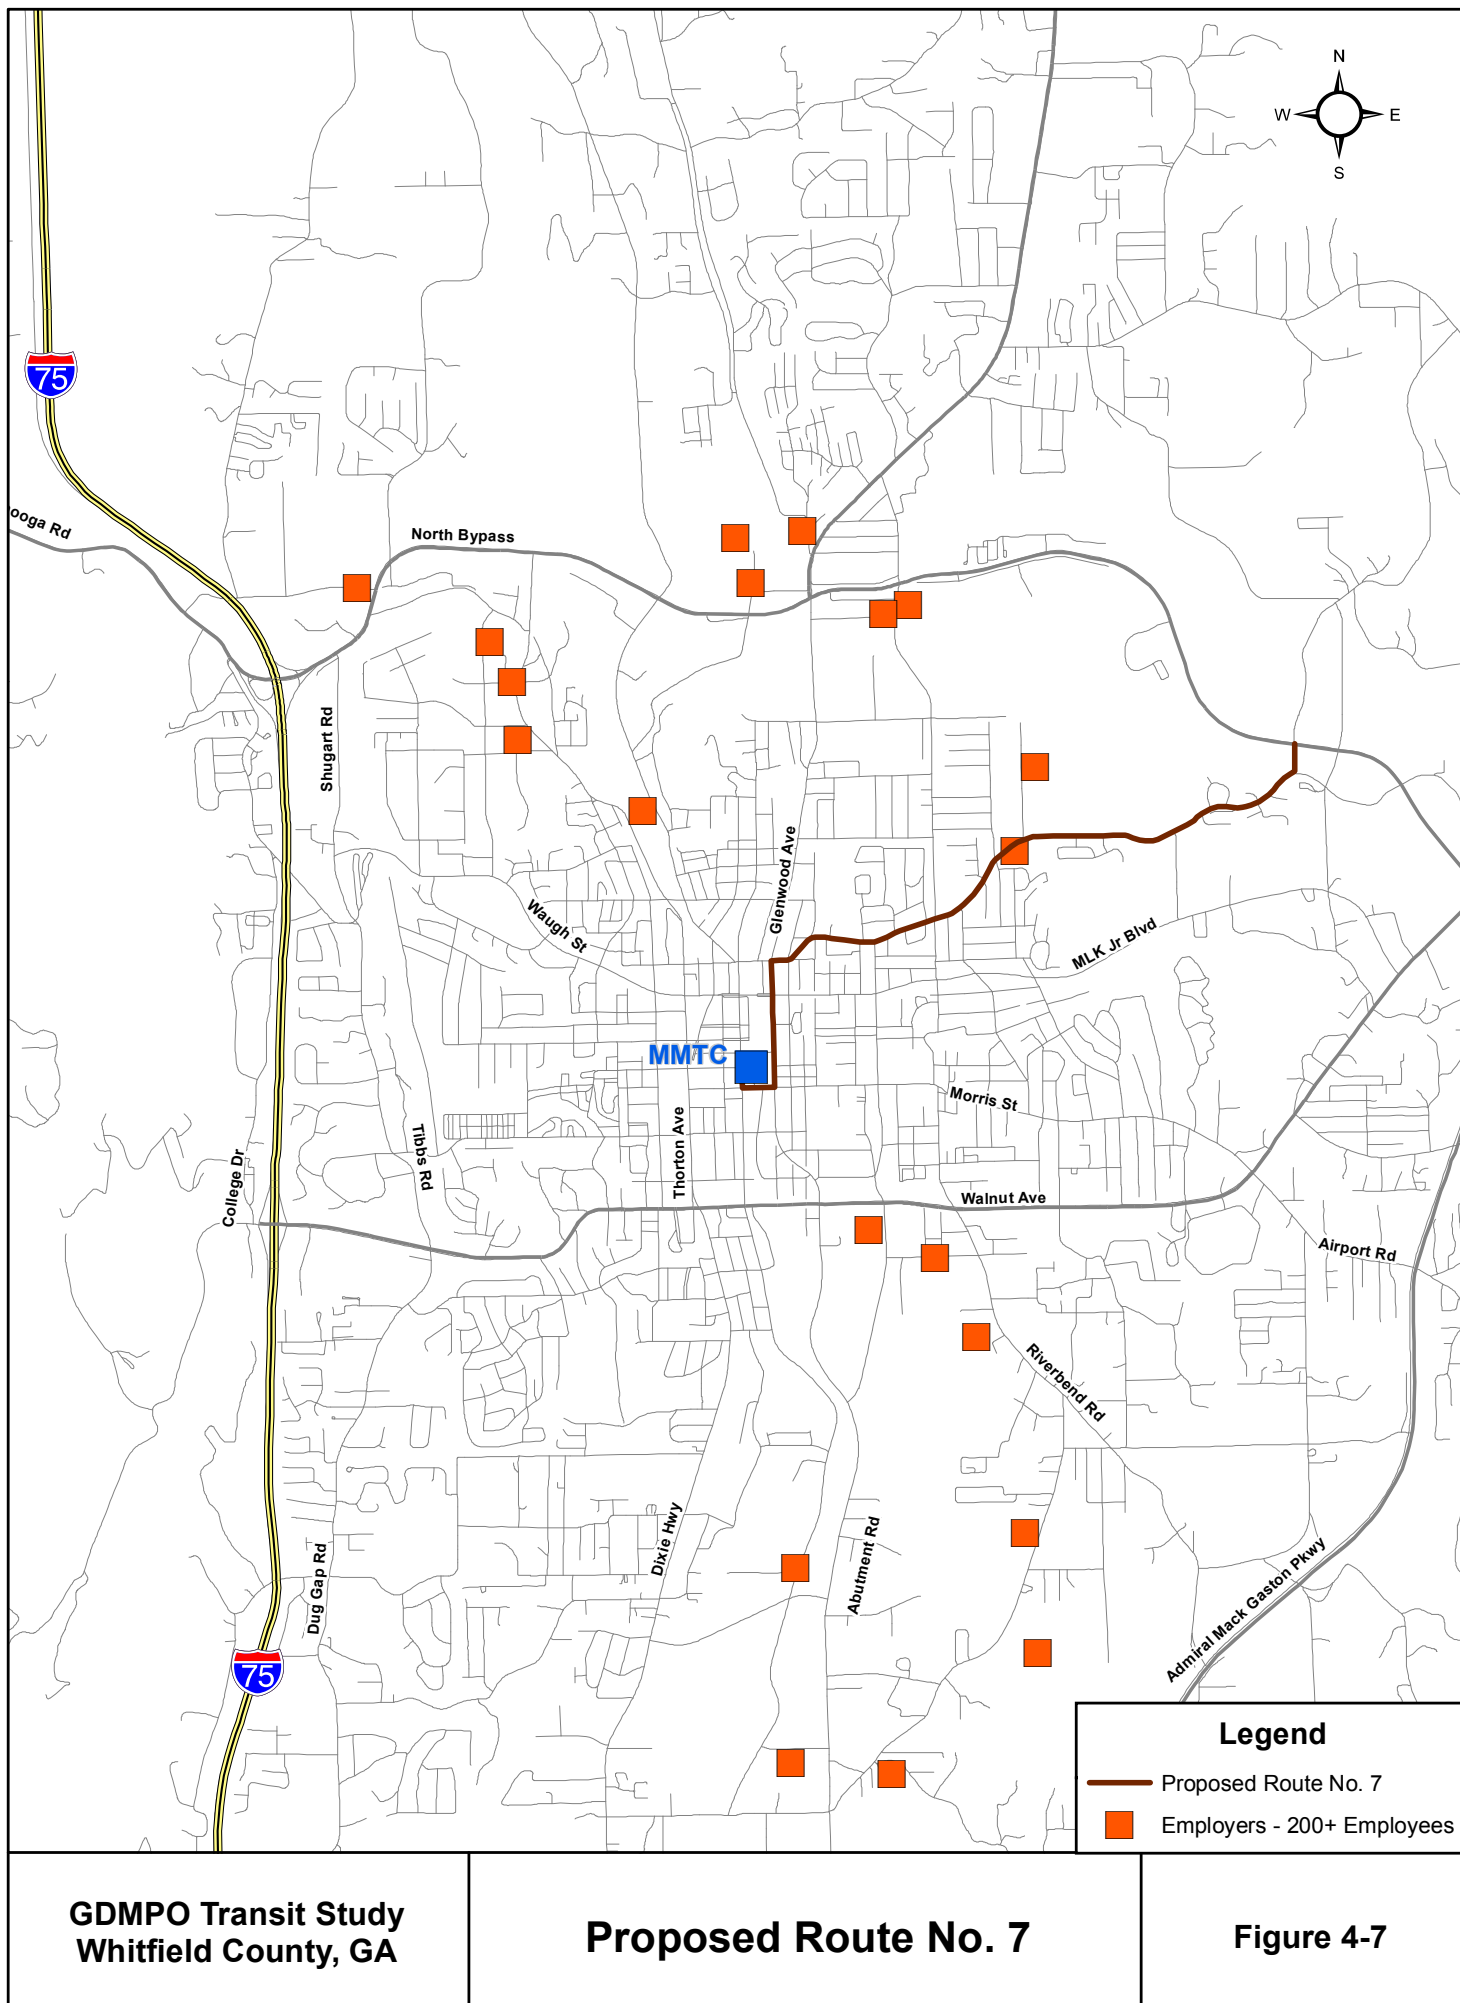 N
W
E
S
75
ooga Rd
North Bypass
Shugart Rd
Glenwood Ave
Waugh St
MLK Jr Blvd
MMTC
Morris St
Thorton Ave
Tibbs Rd
College Dr
Walnut Ave
Airport Rd
Riverbend Rd
Dixie Hwy
Abutment Rd
Dug Gap Rd
Admiral Mack Gaston Pkwy
75
Legend
Proposed Route No. 7
Employers - 200+ Employees
GDMPO Transit Study
Whitfield County, GA
Proposed Route No. 7
Figure 4-7